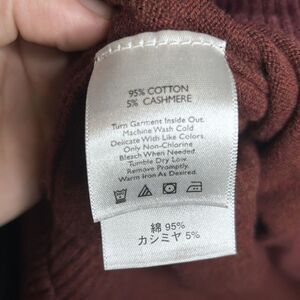 95% COTTON
5% CASHMERE
Turn Garment Inside Out.
Machine Wash Cold
Delicate With Like Colors.
Only Non-Chlorine
Bleach When Needed.
Tumble Dry Low.
Remove Promptly.
Warm Iron As Desired.
綿 95%
カシミヤ 5%